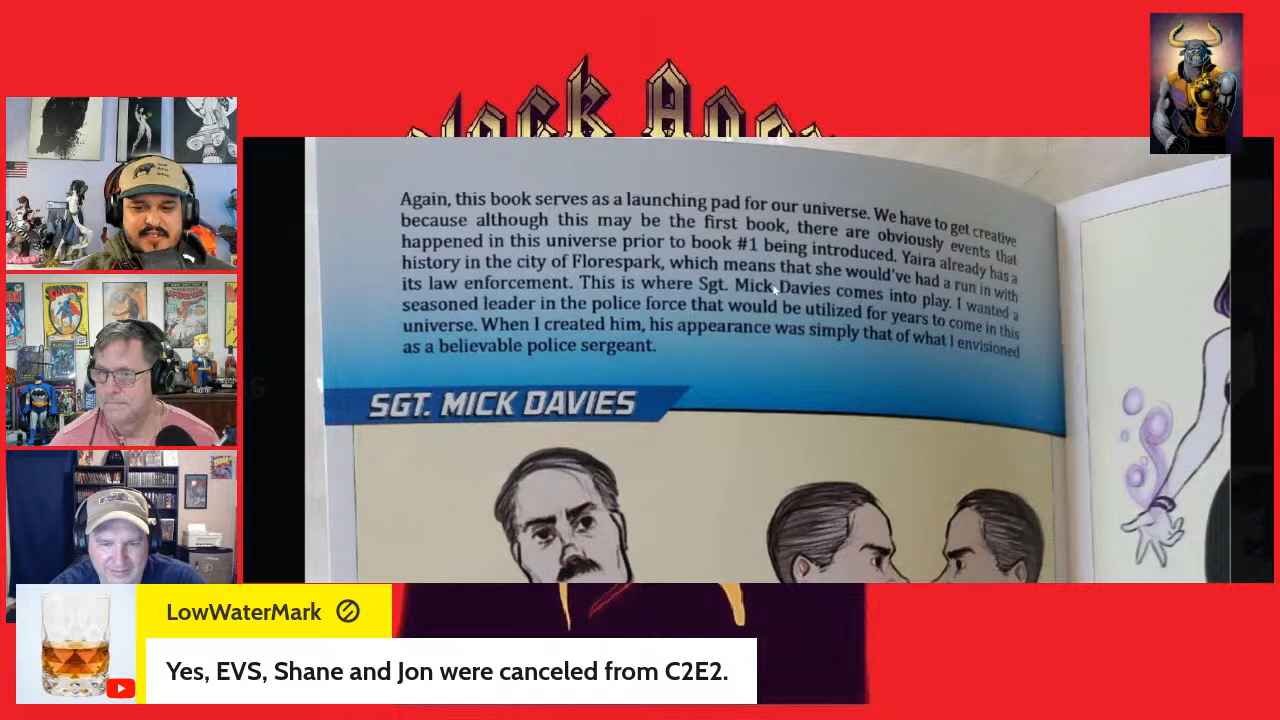 Again, this book serves as a launching pad for our universe. We have to get creative
because although this may be the first book, there are obviously events that
happened in this universe prior to book #1 being introduced. Yaira already has a
history in the city of Florespark, which means that she would've had a run in with
its law enforcement. This is where Sgt. Mick Davies comes into play. I wanted a
seasoned leader in the police force that would be utilized for years to come in this
universe. When I created him, his appearance was simply that of what I envisioned
as a believable police sergeant.
SGT. MICK DAVIES
LowWaterMark
Yes, EVS, Shane and Jon were canceled from C2E2.